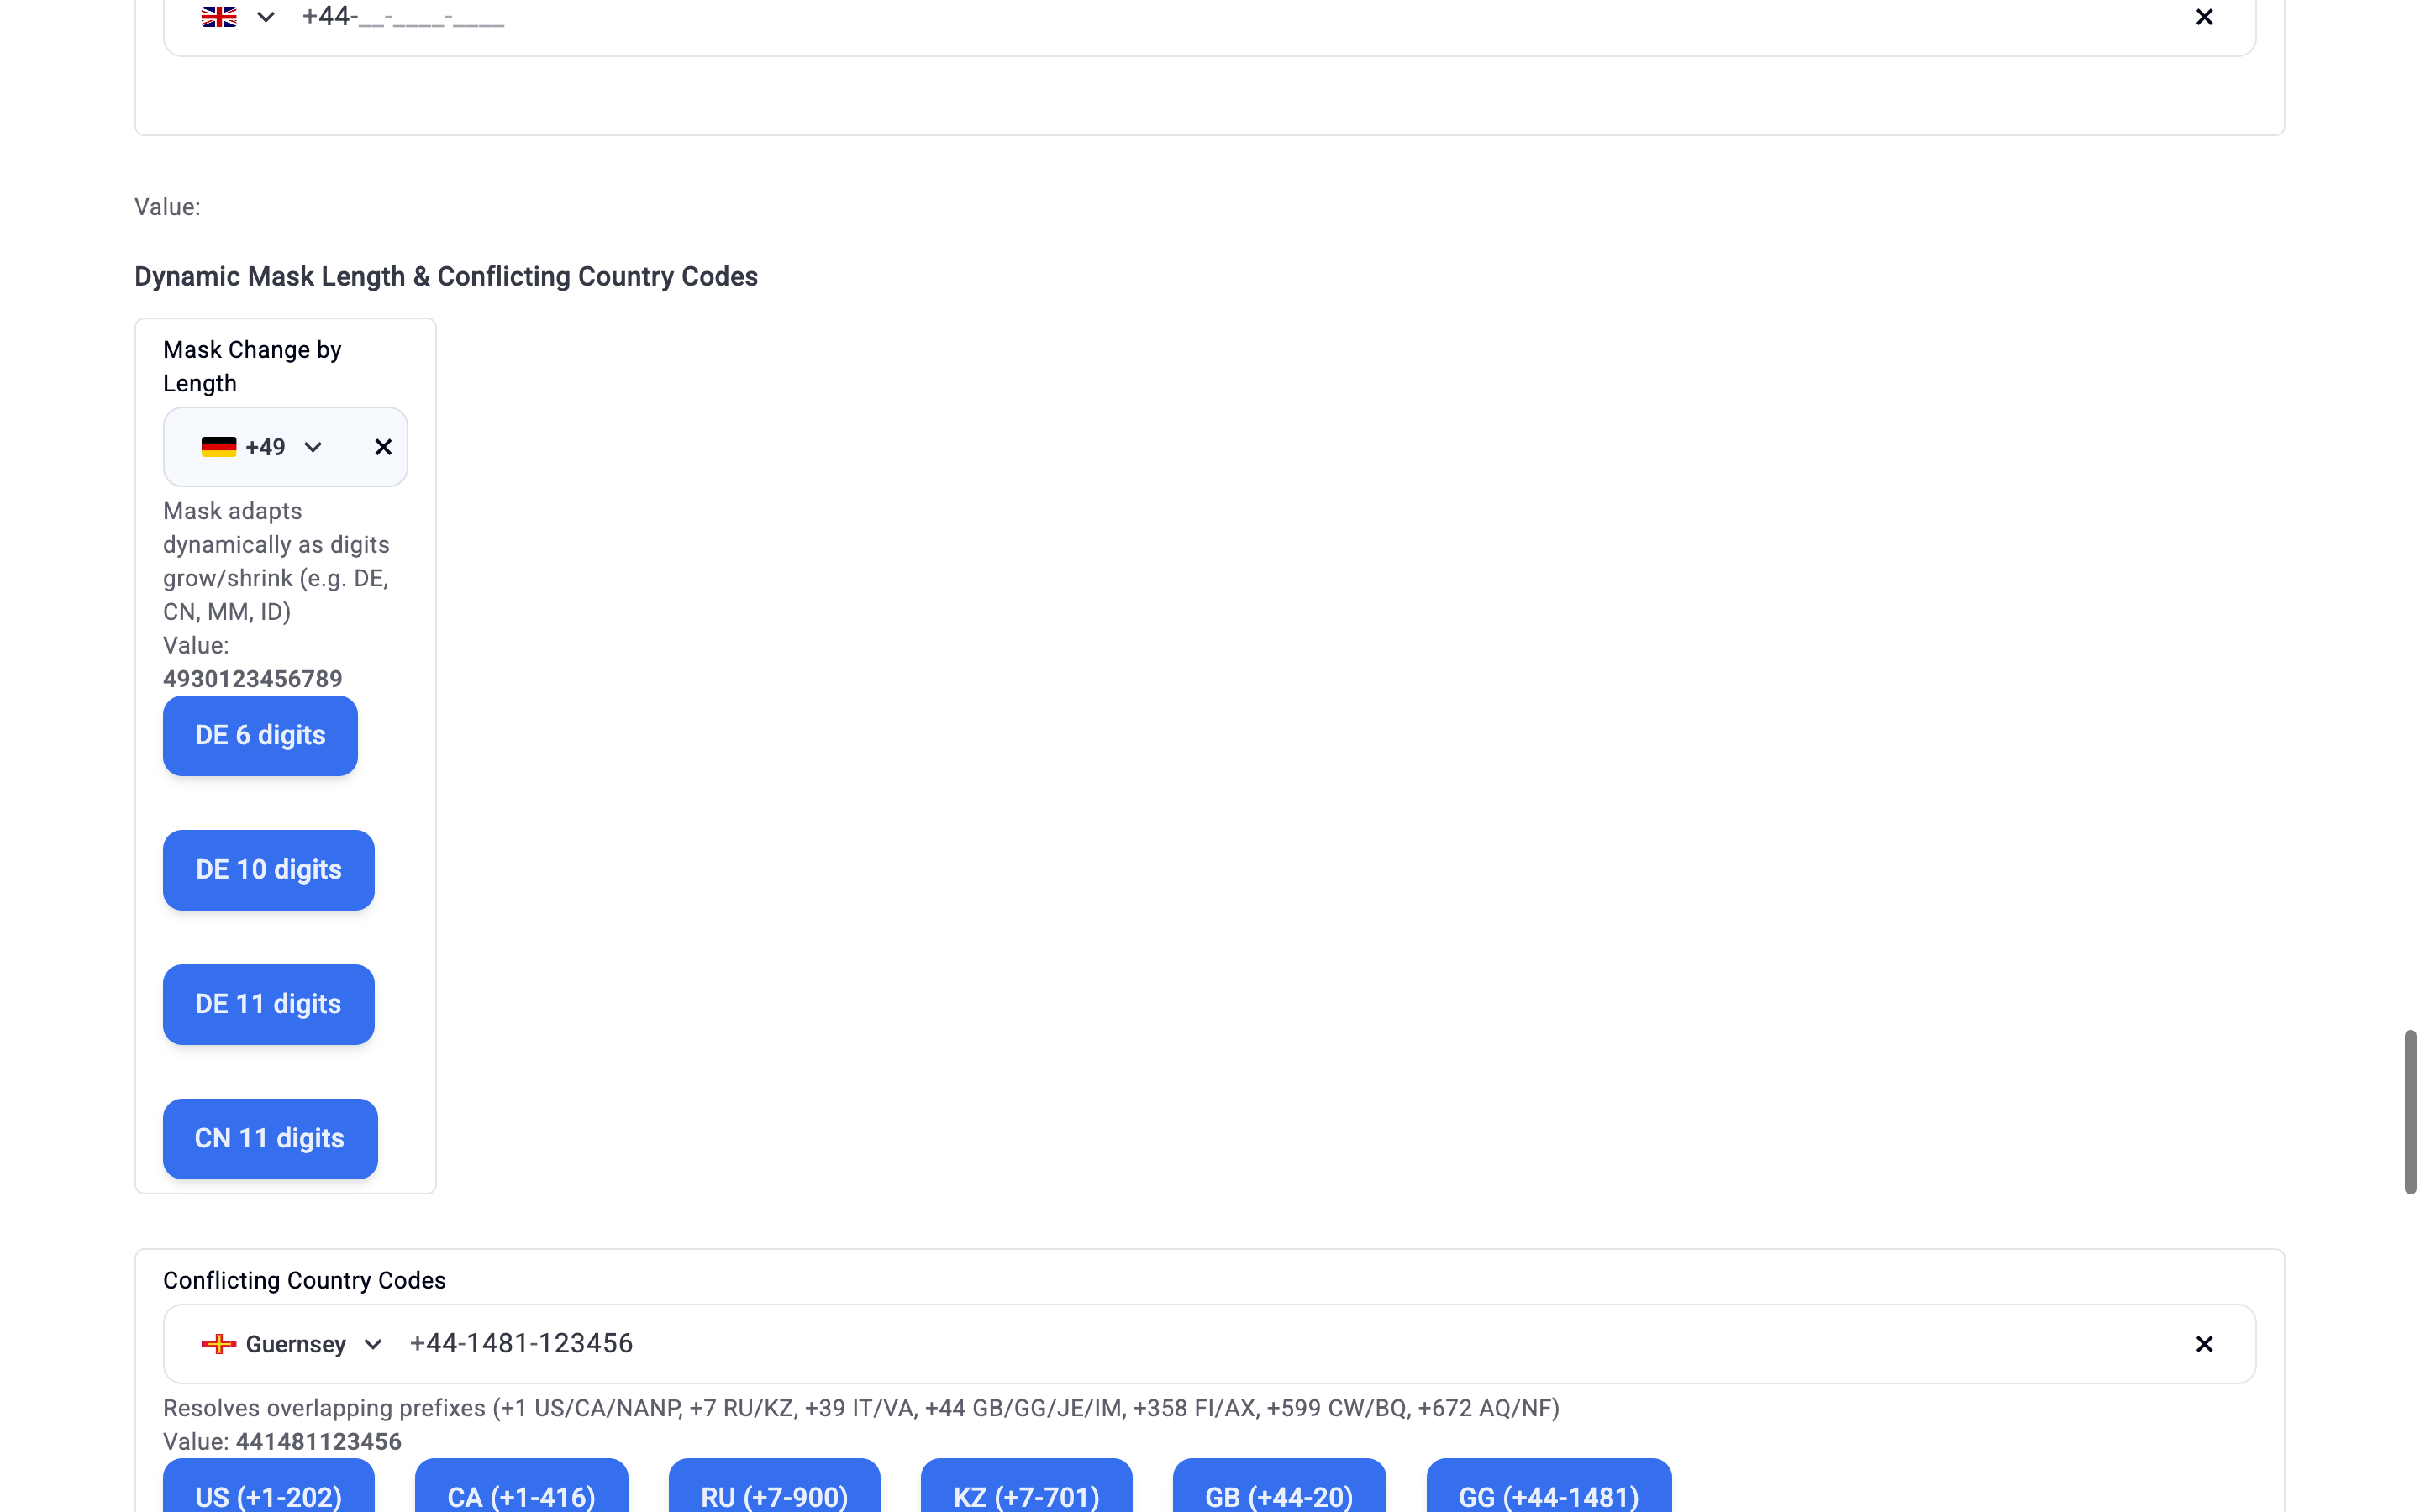 +44-__-____-____
Value:
Dynamic Mask Length & Conflicting Country Codes
Mask Change by
Length
+49
Mask adapts
dynamically as digits
grow/shrink (e.g. DE,
CN, MM, ID)
Value:
4930123456789
DE 6 digits
DE 10 digits
DE 11 digits
CN 11 digits
Conflicting Country Codes
Guernsey +44-1481-123456
Resolves overlapping prefixes (+1 US/CA/NANP, +7 RU/KZ, +39 IT/VA, +44 GB/GG/JE/IM, +358 FI/AX, +599 CW/BQ, +672 AQ/NF)
Value: 441481123456
US (+1-202) CA (+1-416) RU (+7-900) KZ (+7-701) GB (+44-20) GG (+44-1481)